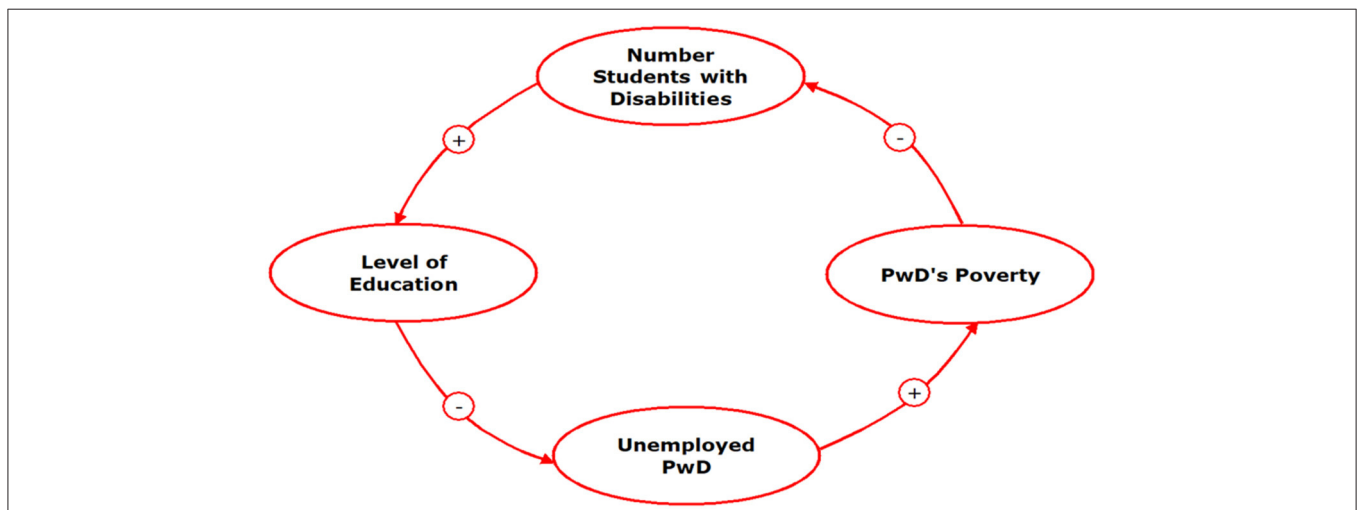 Number
Students with
Disabilities
+
-
Level of
Education
PwD's Poverty
-
+
Unemployed
PwD